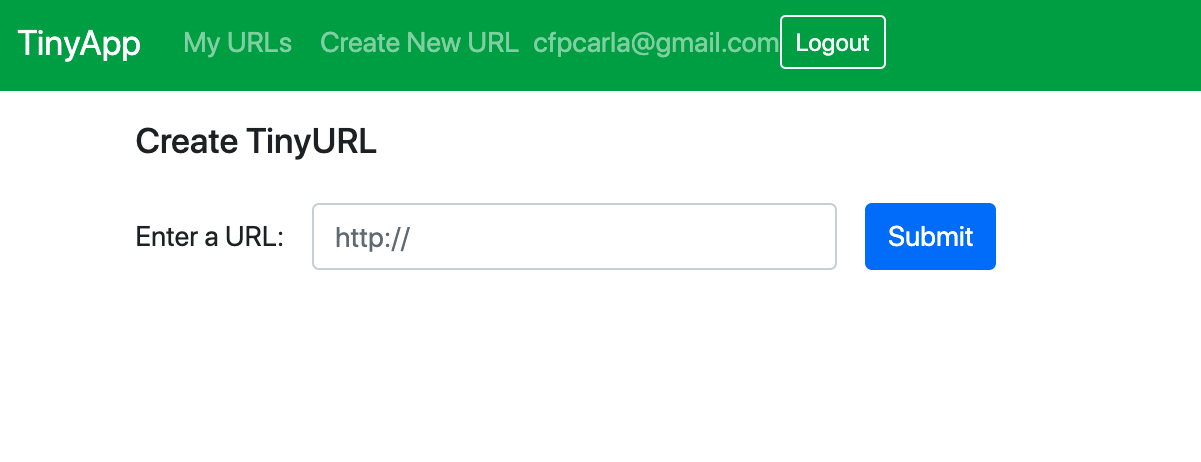 TinyApp My URLs Create New URL cfpcarla@gmail.com Logout
Create TinyURL
Enter a URL: http:// Submit